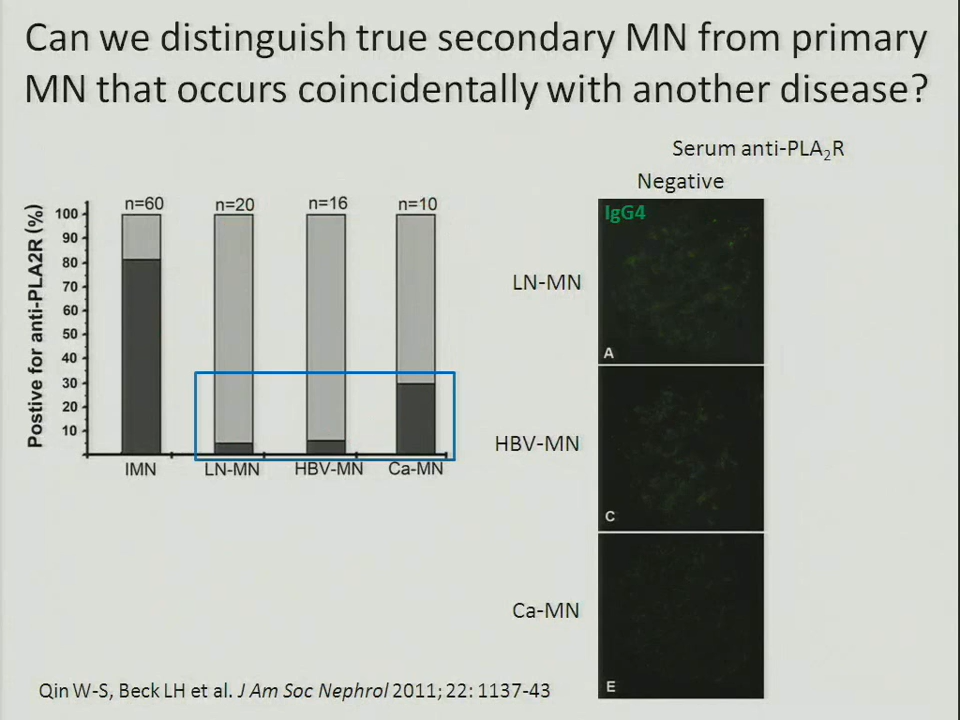 Can we distinguish true secondary MN from primary
MN that occurs coincidentally with another disease?
Serum anti-PLA₂R
Negative
Postive for anti-PLA2R (%)
n=60
n=20
n=16
n=10
100
90
80
70
60
50
40
30
20
10
IMN
LN-MN
HBV-MN
Ca-MN
IgG4
LN-MN
A
HBV-MN
C
Ca-MN
E
Qin W-S, Beck LH et al. J Am Soc Nephrol 2011; 22: 1137-43